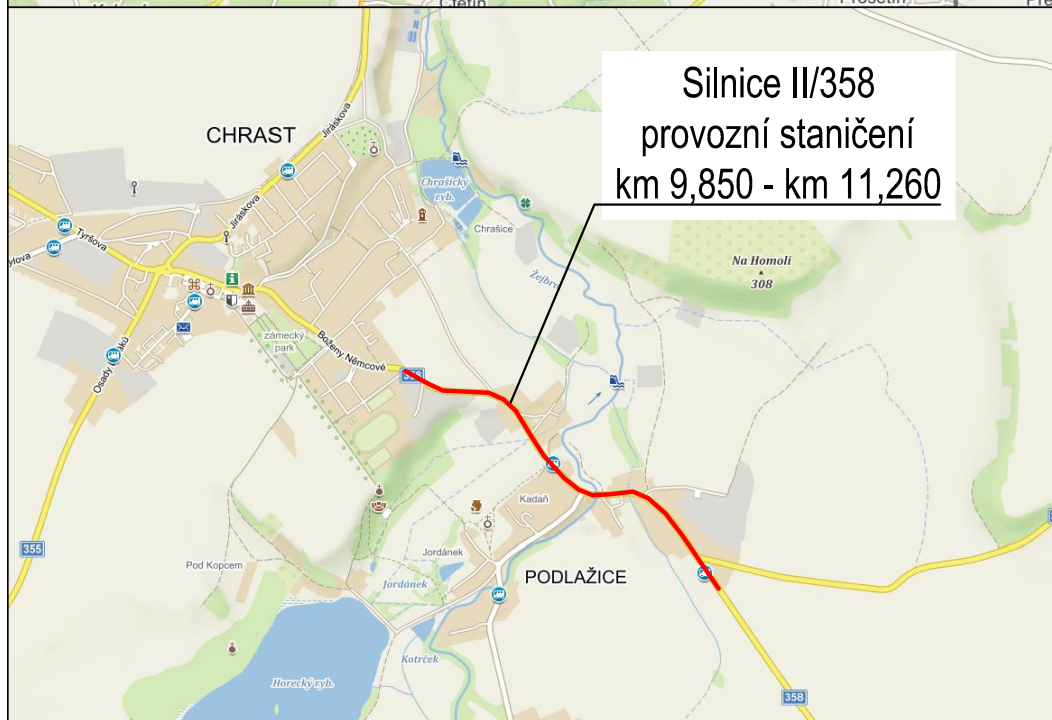 Silnice II/358
provozní staničení
km 9,850 - km 11,260
CHRAST
Jiráskova
Jiráskova
Tyršova
Chrašický
ryb.
Chrašice
Žejbro
Na Homoli
308
zámecký
park
Boženy Němcové
Kadaň
Jordánek
Jordánek
PODLAŽICE
355
Pod Kopcem
Kotrček
Horecký ryb.
358